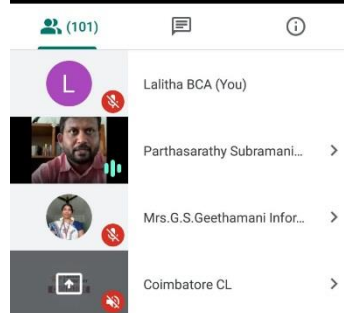 (101)
L
Lalitha BCA (You)
Parthasarathy Subramani...
Mrs.G.S.Geethamani Infor...
Coimbatore CL